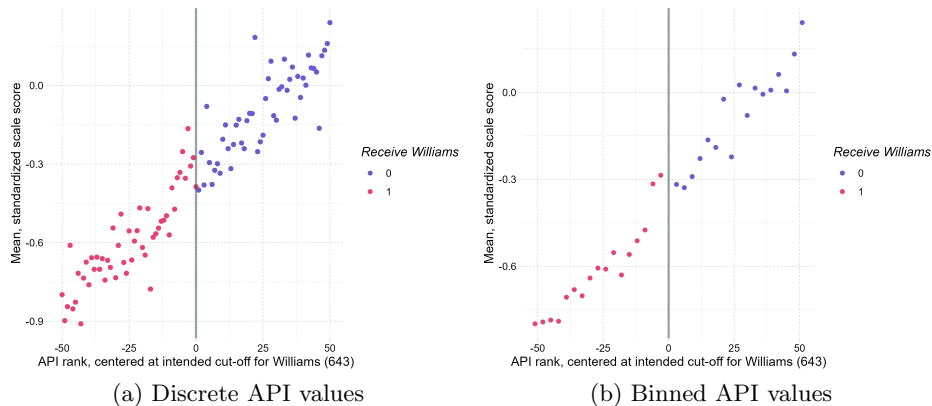 Mean, standardized scale score
0.0
-0.3
-0.6
-0.9
-50
-25
0
25
50
API rank, centered at intended cut-off for Williams (643)
Receive Williams
0
1
(a) Discrete API values
Mean, standardized scale score
0.0
-0.3
-0.6
-50
-25
0
25
50
API rank, centered at intended cut-off for Williams (643)
Receive Williams
0
1
(b) Binned API values